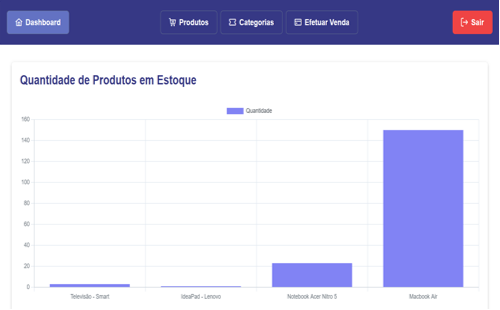 Dashboard
Produtos
Categorias
Efetuar Venda
Sair
Quantidade de Produtos em Estoque
Quantidade
160
140
120
100
80
60
40
20
0
Televisão - Smart
IdeaPad - Lenovo
Notebook Acer Nitro 5
Macbook Air